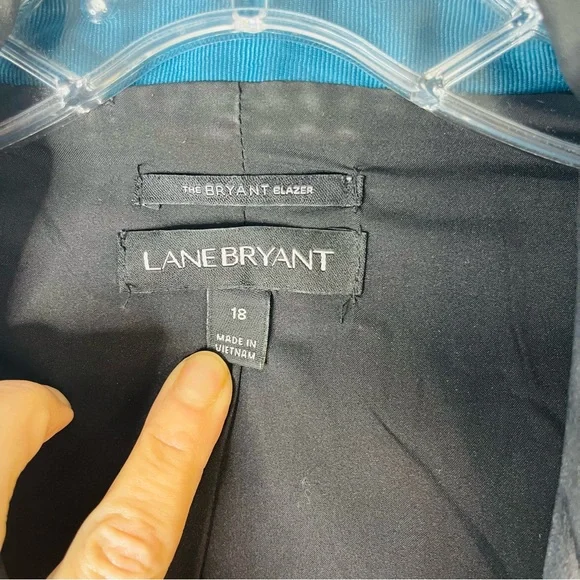 THE BRYANT BLAZER
LANE BRYANT
18
MADE IN
VIETNAM